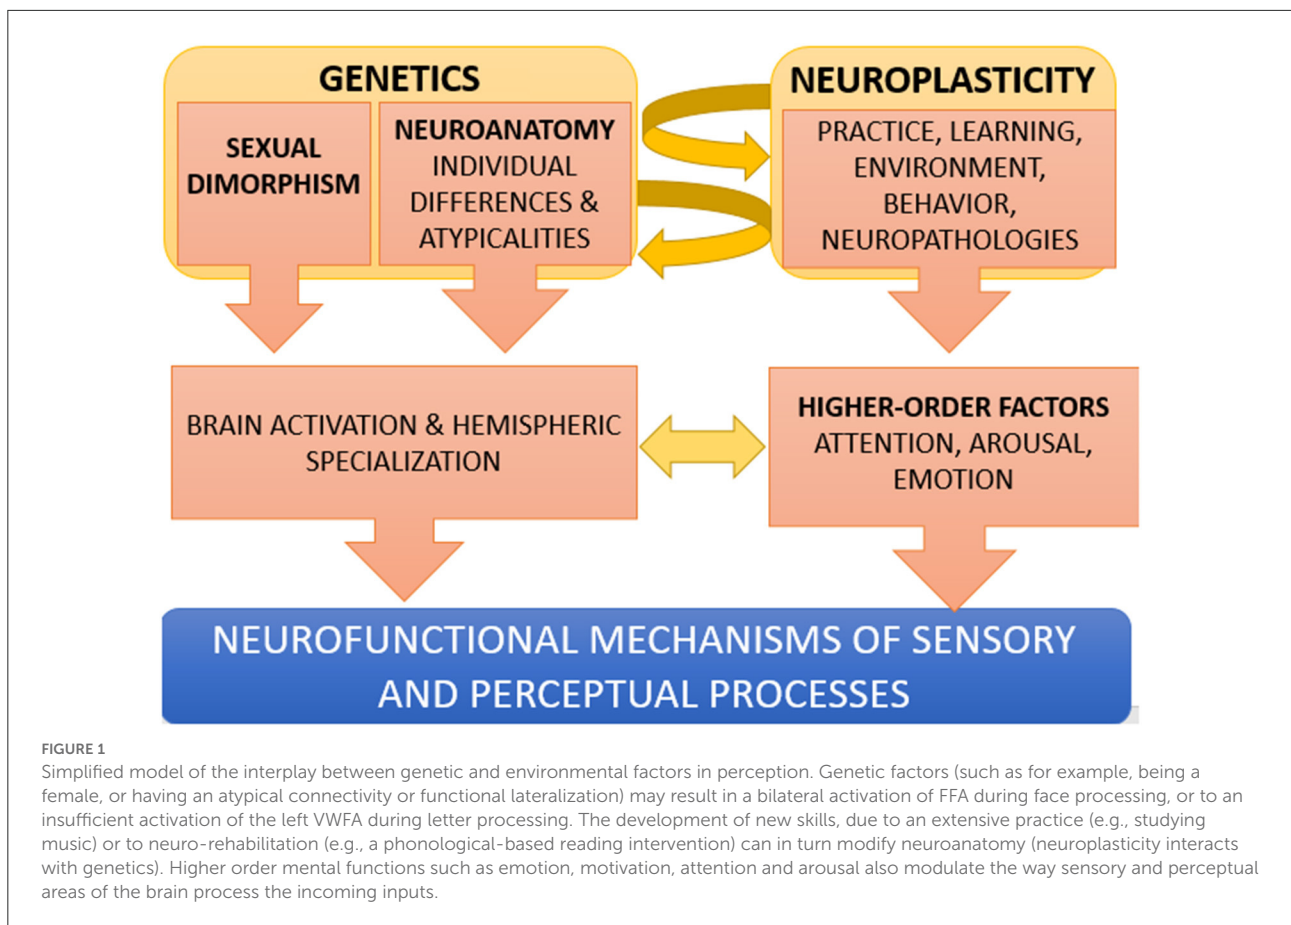 GENETICS
SEXUAL
DIMORPHISM
NEUROANATOMY
INDIVIDUAL
DIFFERENCES &
ATYPICALITIES
NEUROPLASTICITY
PRACTICE, LEARNING,
ENVIRONMENT,
BEHAVIOR,
NEUROPATHOLOGIES
BRAIN ACTIVATION & HEMISPHERIC
SPECIALIZATION
HIGHER-ORDER FACTORS
ATTENTION, AROUSAL,
EMOTION
NEUROFUNCTIONAL MECHANISMS OF SENSORY
AND PERCEPTUAL PROCESSES
FIGURE 1
Simplified model of the interplay between genetic and environmental factors in perception. Genetic factors (such as for example, being a
female, or having an atypical connectivity or functional lateralization) may result in a bilateral activation of FFA during face processing, or to an
insufficient activation of the left VWFA during letter processing. The development of new skills, due to an extensive practice (e.g., studying
music) or to neuro-rehabilitation (e.g., a phonological-based reading intervention) can in turn modify neuroanatomy (neuroplasticity interacts
with genetics). Higher order mental functions such as emotion, motivation, attention and arousal also modulate the way sensory and perceptual
areas of the brain process the incoming inputs.